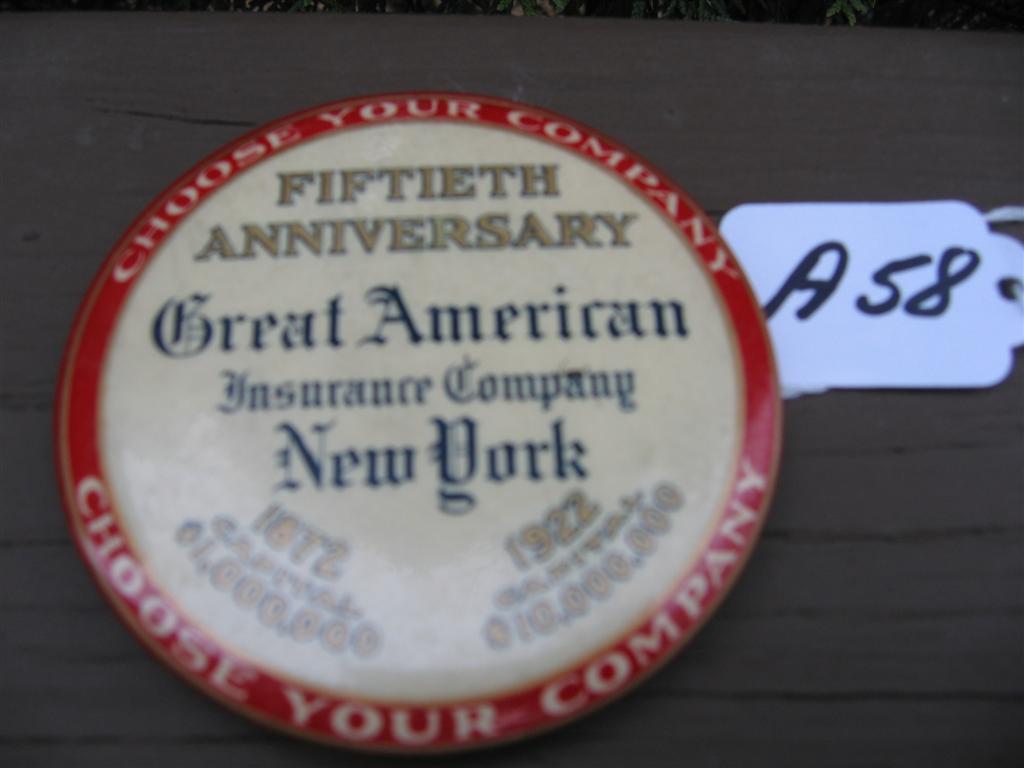 CHOOSE YOUR COMPANY
FIFTIETH
ANNIVERSARY
Great American
Insurance Company
New York
1872
CAPITAL
$1,000,000
1922
CAPITAL
$10,000,000
CHOOSE YOUR COMPANY
A58